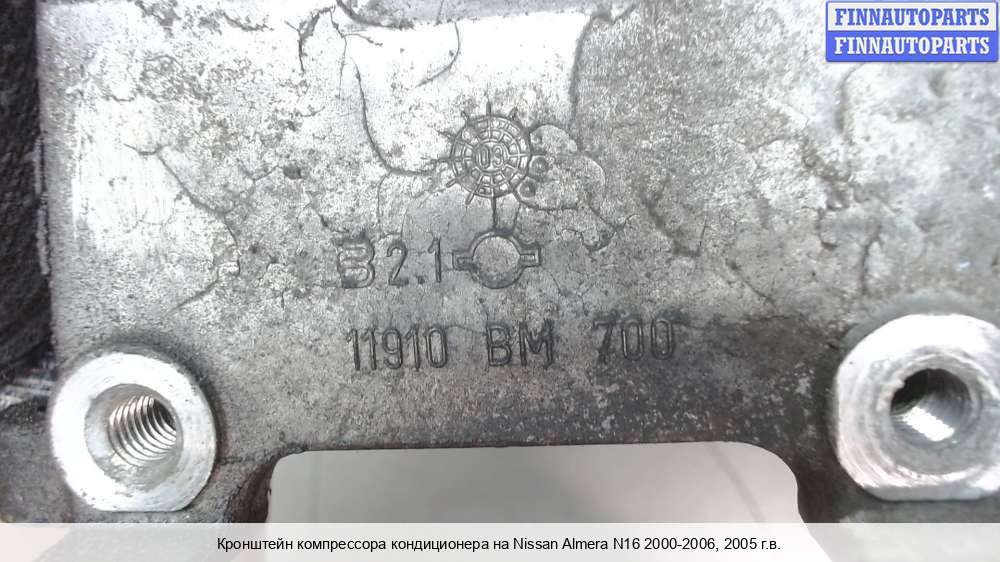 FINNAUTOPARTS
FINNAUTOPARTS
03
B2.1
11910 BM 700
Кронштейн компрессора кондиционера на Nissan Almera N16 2000-2006, 2005 г.в.